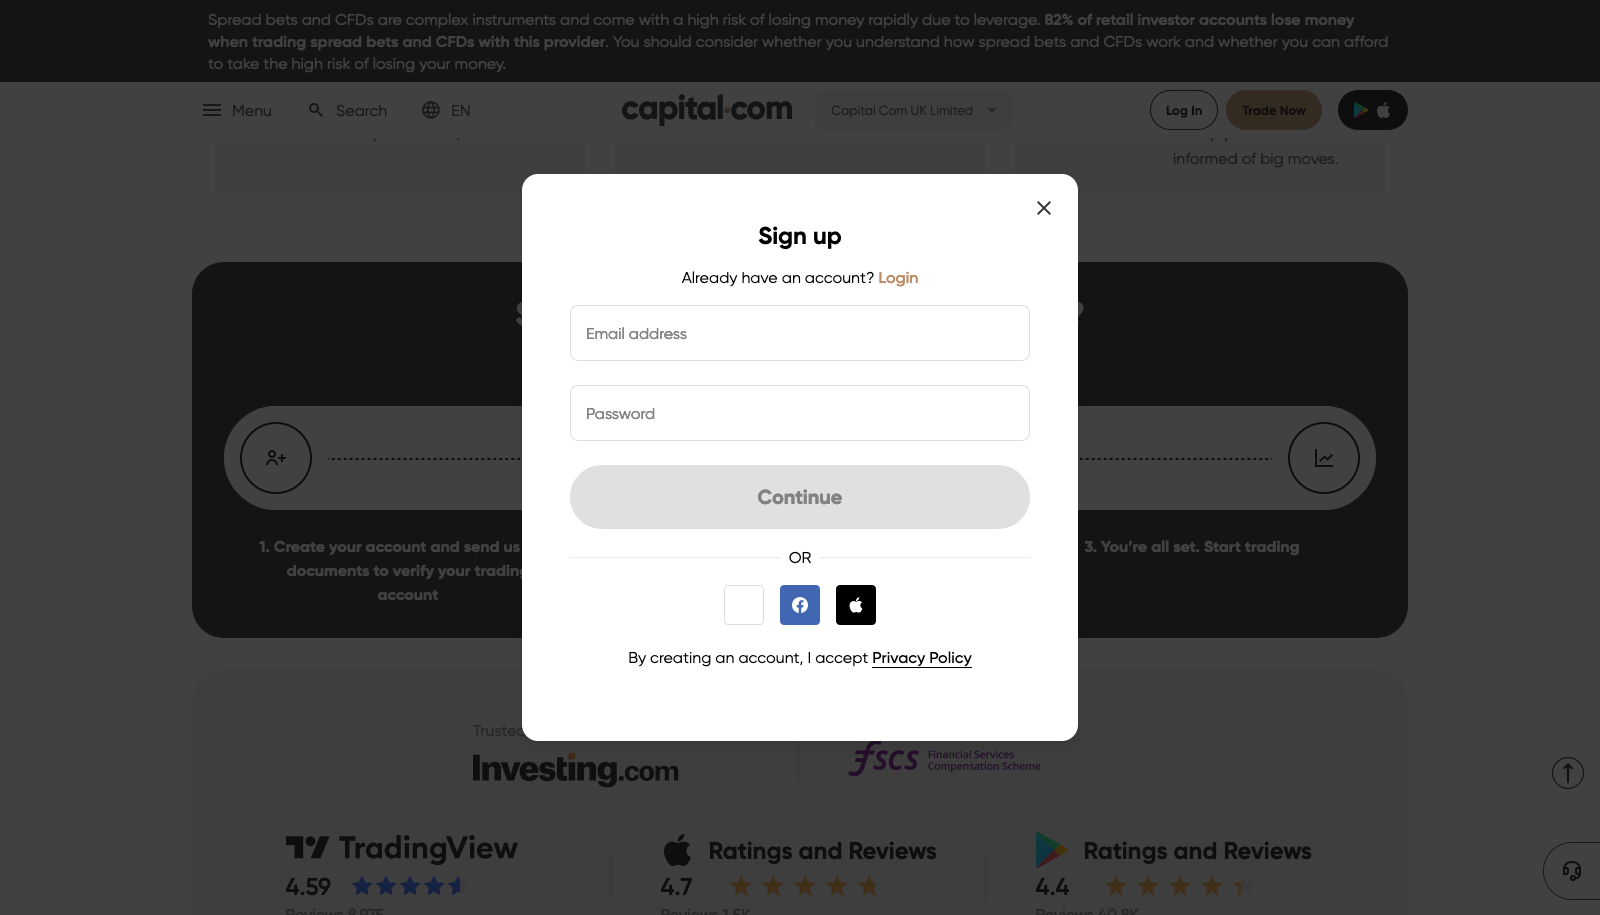 Spread bets and CFDs are complex instruments and come with a high risk of losing money rapidly due to leverage. 82% of retail investor accounts lose money
when trading spread bets and CFDs with this provider. You should consider whether you understand how spread bets and CFDs work and whether you can afford
to take the high risk of losing your money.
Menu
Search
EN
capital.com
Capital Com UK Limited
Log In
Trade Now
informed of big moves.
Sign up
Already have an account? Login
Email address
Password
Continue
OR
By creating an account, I accept Privacy Policy
1. Create your account and send us
documents to verify your trading
account
3. You're all set. Start trading
Trusted
Investing.com
fscs Financial Services
Compensation Scheme
TradingView
4.59
Ratings and Reviews
4.7
Ratings and Reviews
4.4
Reviews 8,975
Reviews 1.5K
Reviews 40.8K